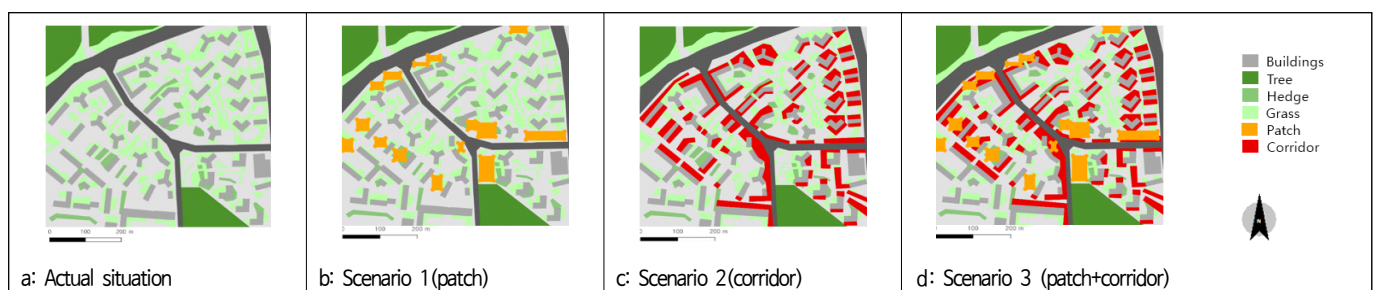 Buildings
Tree
Hedge
Grass
Patch
Corridor
N
0 100 200 m
0 100 200 m
0 100 200 m
0 100 200 m
a: Actual situation
b: Scenario 1(patch)
c: Scenario 2(corridor)
d: Scenario 3 (patch+corridor)